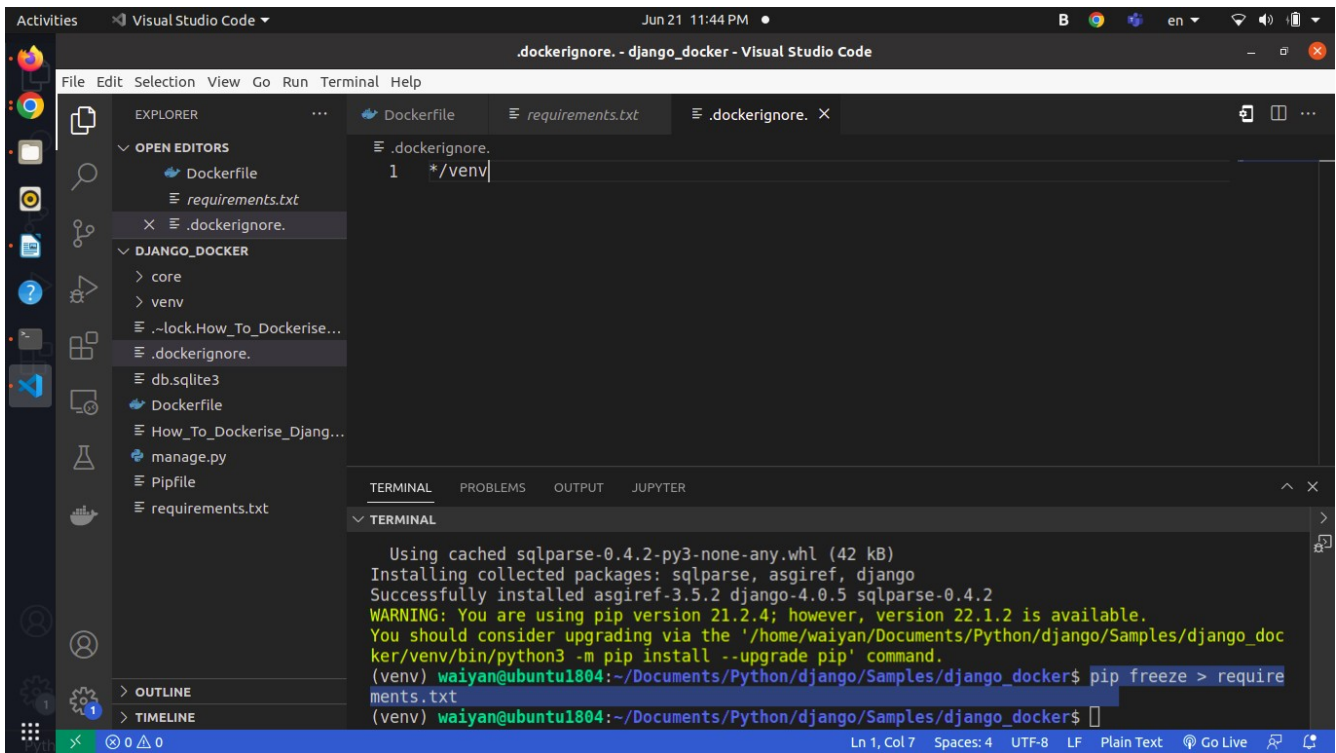 Activities
Visual Studio Code
Jun 21 11:44 PM
B
en
.dockerignore. - django_docker - Visual Studio Code
File Edit Selection View Go Run Terminal Help
EXPLORER
Dockerfile
requirements.txt
.dockerignore.
OPEN EDITORS
Dockerfile
requirements.txt
.dockerignore.
DJANGO_DOCKER
core
venv
.~lock.How_To_Dockerise...
.dockerignore.
db.sqlite3
Dockerfile
How_To_Dockerise_Djang...
manage.py
Pipfile
requirements.txt
OUTLINE
TIMELINE
1
.dockerignore.
1 */venv
TERMINAL PROBLEMS OUTPUT JUPYTER
TERMINAL
Using cached sqlparse-0.4.2-py3-none-any.whl (42 kB)
Installing collected packages: sqlparse, asgiref, django
Successfully installed asgiref-3.5.2 django-4.0.5 sqlparse-0.4.2
WARNING: You are using pip version 21.2.4; however, version 22.1.2 is available.
You should consider upgrading via the '/home/waiyan/Documents/Python/django/Samples/django_doc
ker/venv/bin/python3 -m pip install --upgrade pip' command.
(venv) waiyan@ubuntu1804:~/Documents/Python/django/Samples/django_docker$ pip freeze > require
ments.txt
(venv) waiyan@ubuntu1804:~/Documents/Python/django/Samples/django_docker$
0 0
Ln 1, Col 7 Spaces: 4 UTF-8 LF Plain Text Go Live